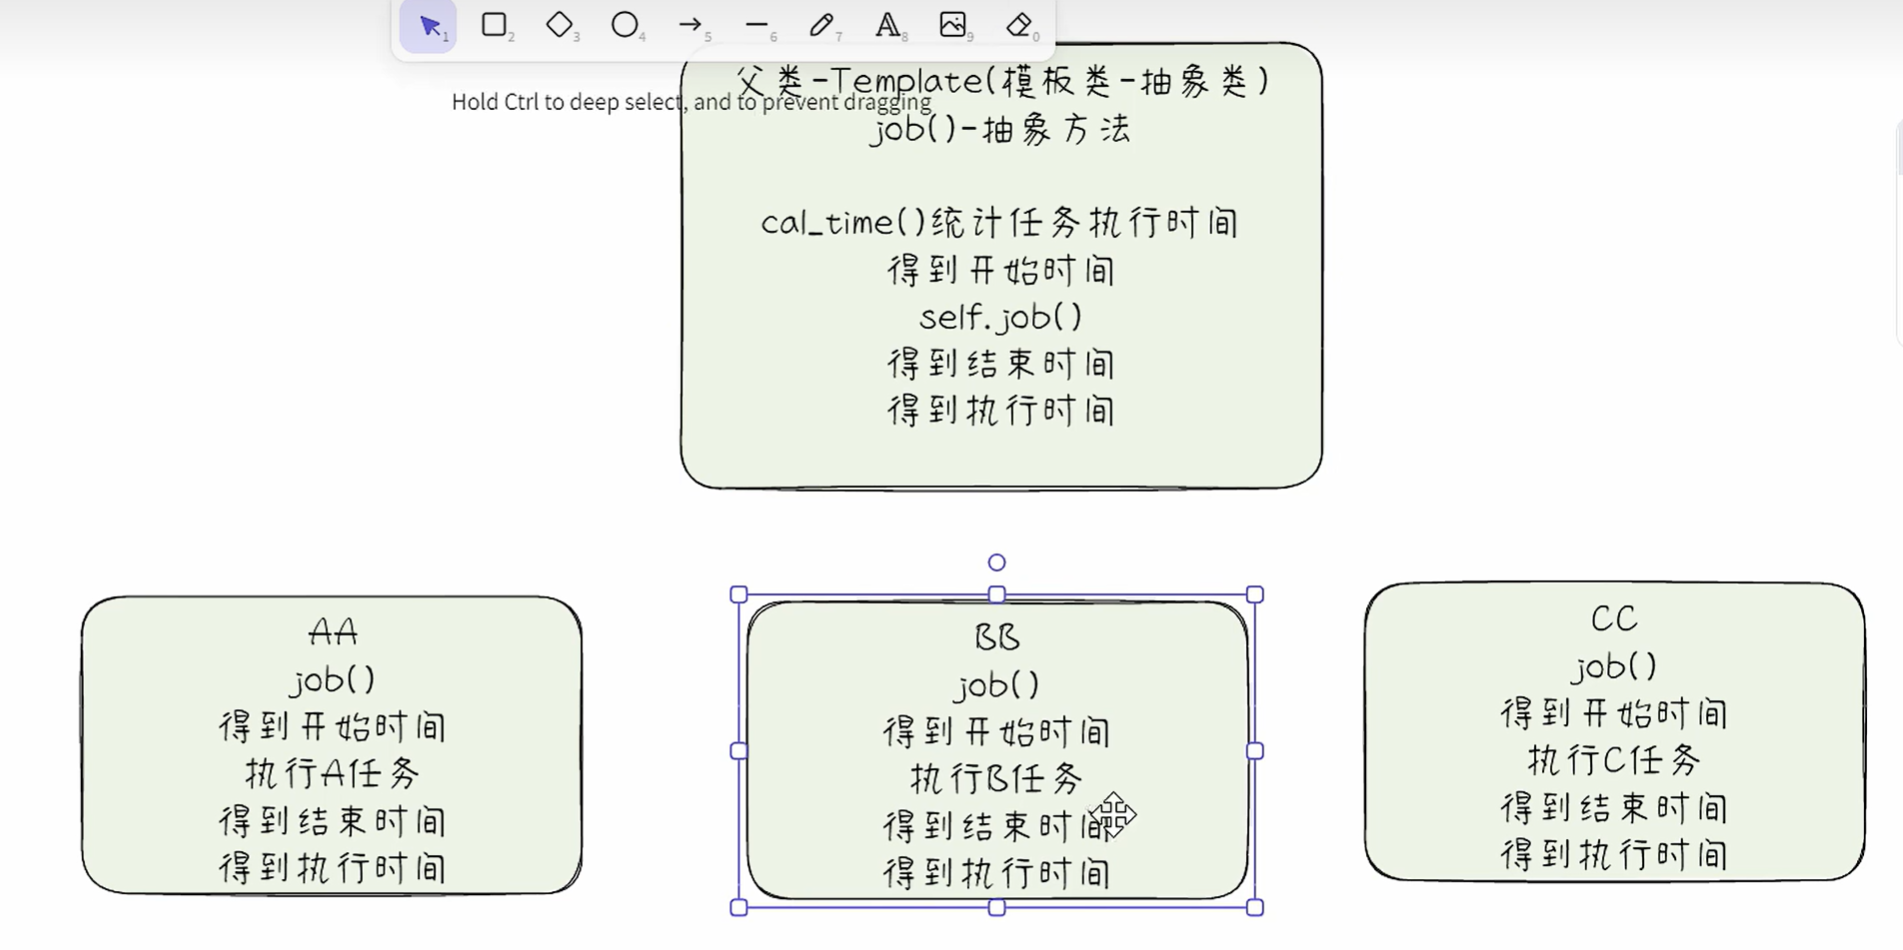 1
2
3
4
5
6
7
8
9
0
Hold Ctrl to deep select, and to prevent dragging
父类-Template(模板类-抽象类)
job()-抽象方法
cal_time()统计任务执行时间
得到开始时间
self.job()
得到结束时间
得到执行时间
AA
job()
得到开始时间
执行A任务
得到结束时间
得到执行时间
BB
job()
得到开始时间
执行B任务
得到结束时间
得到执行时间
CC
job()
得到开始时间
执行C任务
得到结束时间
得到执行时间